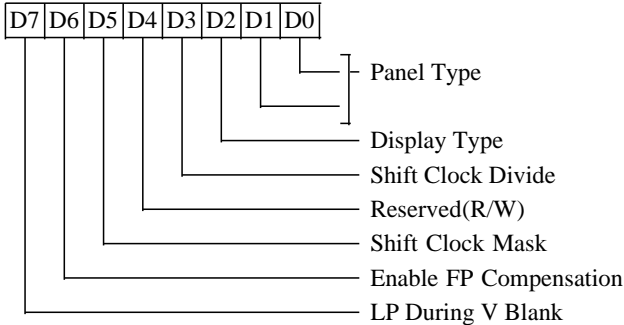 D7 D6 D5 D4 D3 D2 D1 D0
Panel Type
Display Type
Shift Clock Divide
Reserved(R/W)
Shift Clock Mask
Enable FP Compensation
LP During V Blank